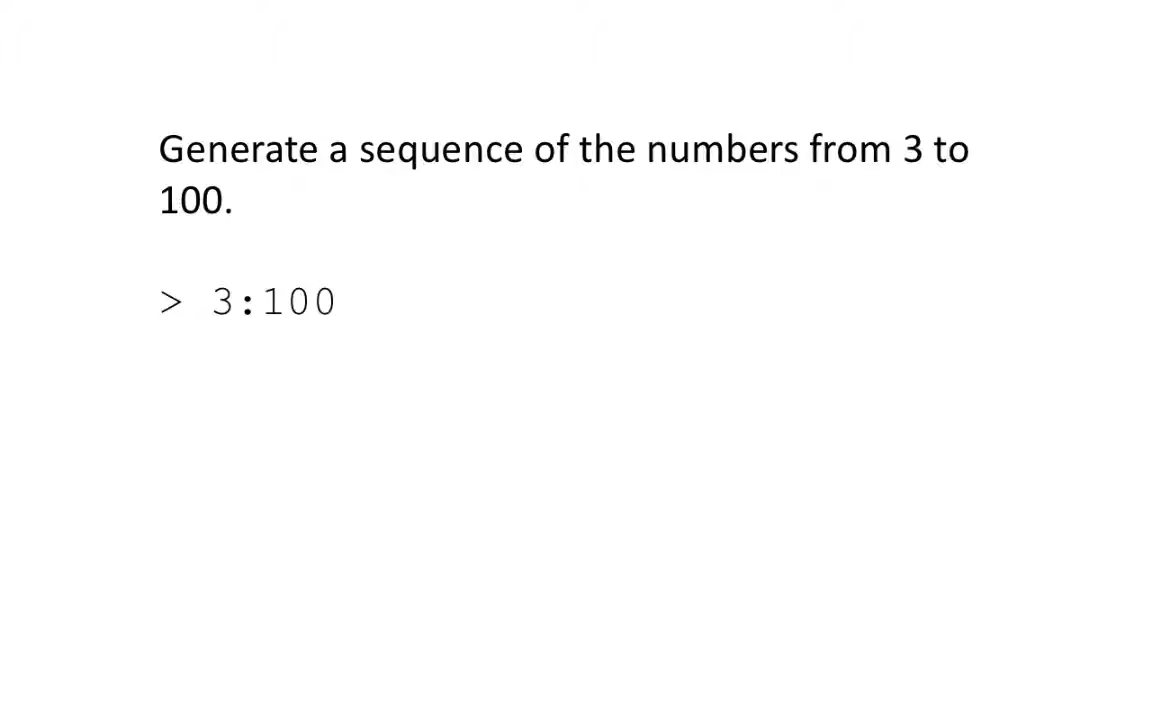 Generate a sequence of the numbers from 3 to
100.
> 3:100